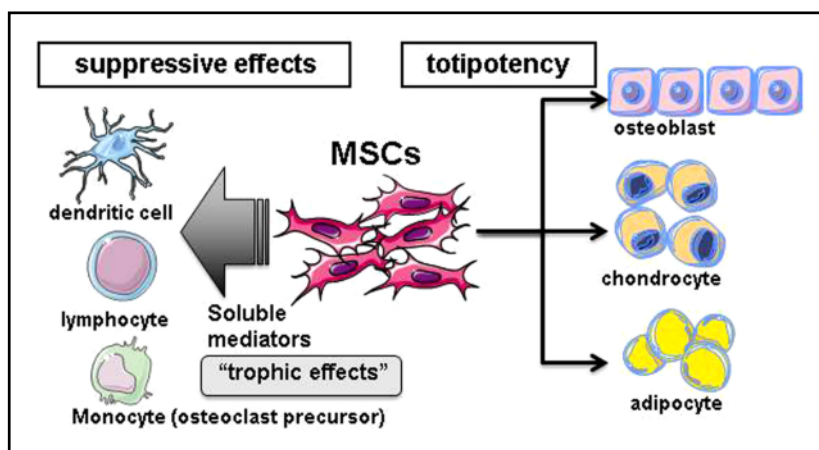 suppressive effects
totipotency
MSCs
dendritic cell
lymphocyte
Monocyte (osteoclast precursor)
Soluble
mediators
“trophic effects”
osteoblast
chondrocyte
adipocyte